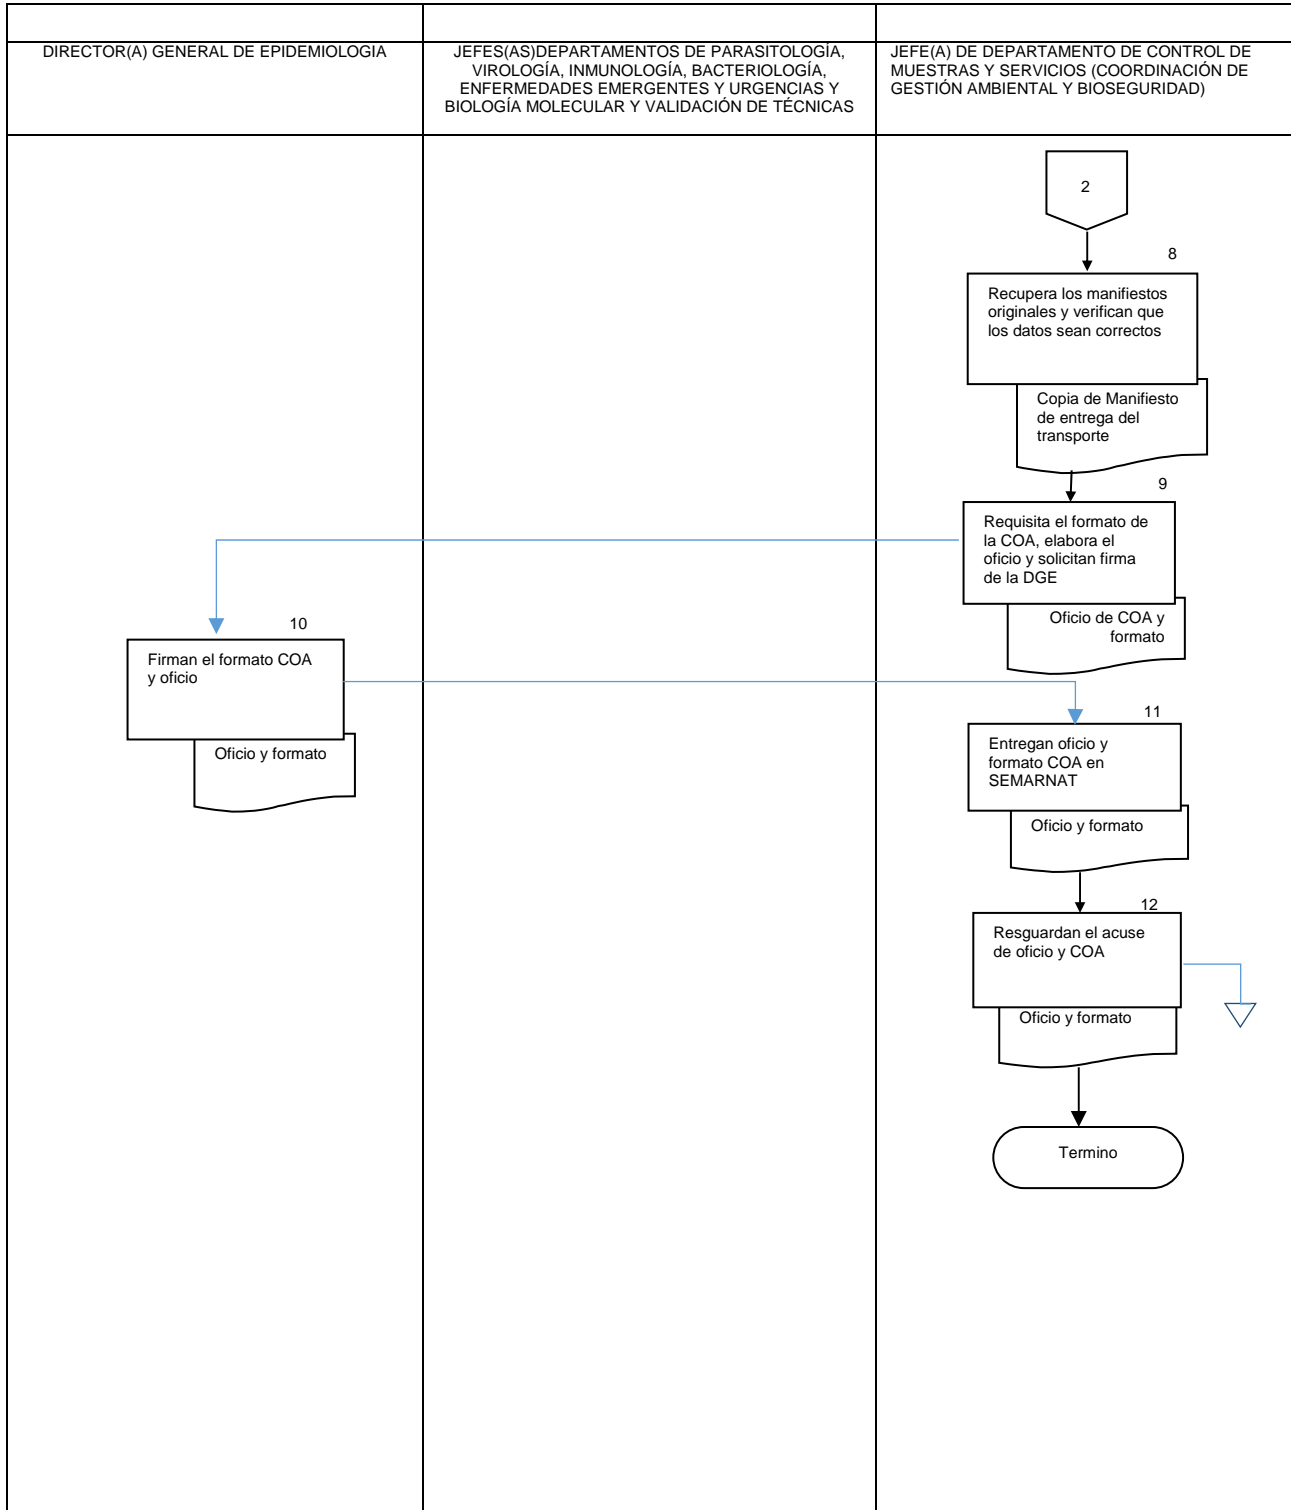 DIRECTOR(A) GENERAL DE EPIDEMIOLOGIA
JEFES(AS)DEPARTAMENTOS DE PARASITOLOGÍA,
VIROLOGÍA, INMUNOLOGÍA, BACTERIOLOGÍA,
ENFERMEDADES EMERGENTES Y URGENCIAS Y
BIOLOGÍA MOLECULAR Y VALIDACIÓN DE TÉCNICAS
JEFE(A) DE DEPARTAMENTO DE CONTROL DE
MUESTRAS Y SERVICIOS (COORDINACIÓN DE
GESTIÓN AMBIENTAL Y BIOSEGURIDAD)
2
8
Recupera los manifiestos
originales y verifican que
los datos sean correctos
Copia de Manifiesto
de entrega del
transporte
9
Requisita el formato de
la COA, elabora el
oficio y solicitan firma
de la DGE
Oficio de COA y
formato
10
Firman el formato COA
y oficio
Oficio y formato
11
Entregan oficio y
formato COA en
SEMARNAT
Oficio y formato
12
Resguardan el acuse
de oficio y COA
Oficio y formato
Termino